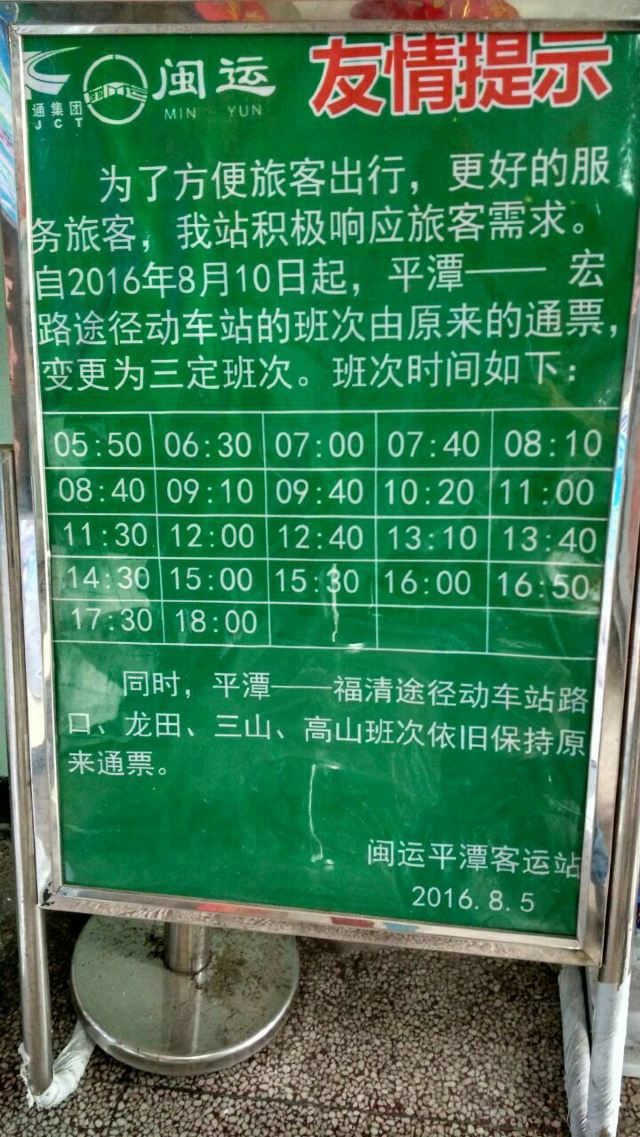 通集团
JCT
闽运
MIN YUN
友情提示
为了方便旅客出行，更好的服
务旅客，我站积极响应旅客需求。
自2016年8月10日起，平潭—— 宏
路途径动车站的班次由原来的通票，
变更为三定班次。班次时间如下：
05:50 06:30 07:00 07:40 08:10
08:40 09:10 09:40 10:20 11:00
11:30 12:00 12:40 13:10 13:40
14:30 15:00 15:30 16:00 16:50
17:30 18:00
同时，平潭——福清途径动车站路
口、龙田、三山、高山班次依旧保持原
来通票。
闽运平潭客运站
2016.8.5